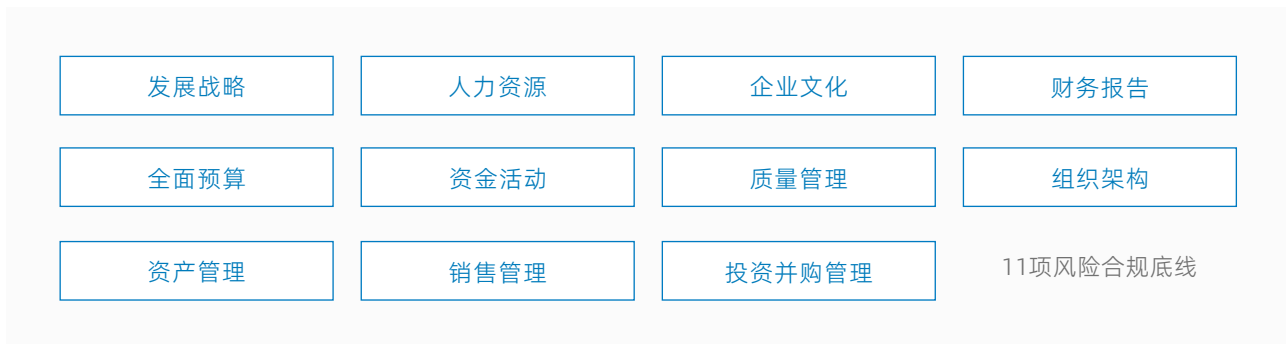 发展战略
人力资源
企业文化
财务报告
全面预算
资金活动
质量管理
组织架构
资产管理
销售管理
投资并购管理
11项风险合规底线